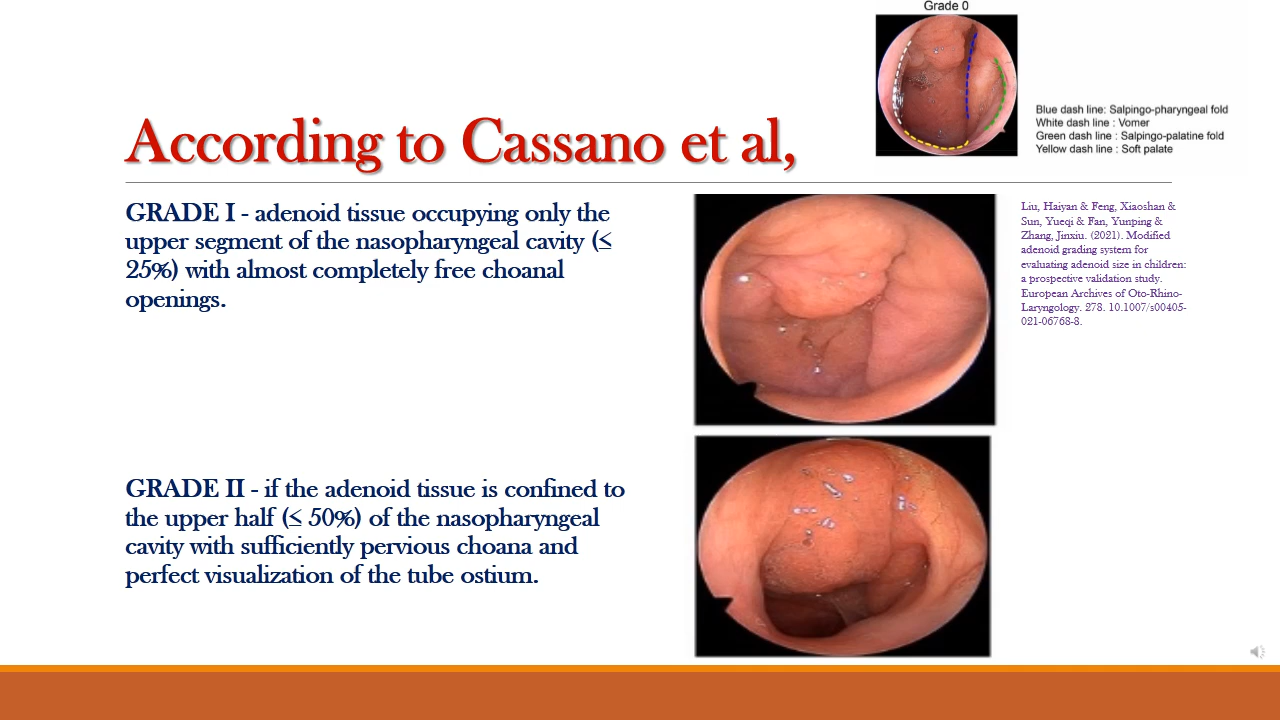 Grade 0
Blue dash line: Salpingo-pharyngeal fold
White dash line : Vomer
Green dash line : Salpingo-palatine fold
Yellow dash line : Soft palate
According to Cassano et al,
GRADE I - adenoid tissue occupying only the
upper segment of the nasopharyngeal cavity (≤
25%) with almost completely free choanal
openings.
Liu, Haiyan & Feng, Xiaoshan &
Sun, Yueqi & Fan, Yunping &
Zhang, Jinxiu. (2021). Modified
adenoid grading system for
evaluating adenoid size in children:
a prospective validation study.
European Archives of Oto-Rhino-
Laryngology. 278. 10.1007/s00405-
021-06768-8.
GRADE II - if the adenoid tissue is confined to
the upper half (≤ 50%) of the nasopharyngeal
cavity with sufficiently pervious choana and
perfect visualization of the tube ostium.